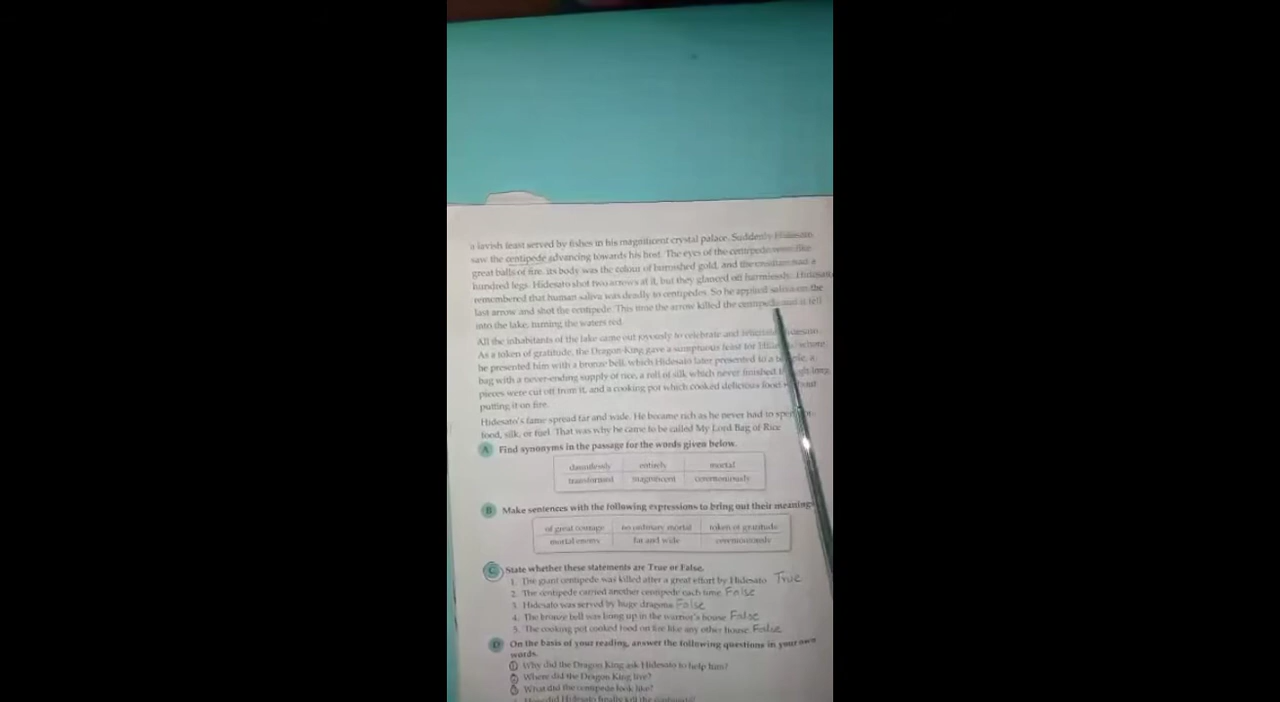 a lavish feast served by fishes in his magnificent crystal palace. Suddenly Hidesato
saw the centipede advancing towards his host. The eyes of the centipede were like
great balls of fire, its body was the colour of burnished gold, and the creature had a
hundred legs. Hidesato shot two arrows at it, but they glanced off harmlessly. Hidesato
remembered that human saliva was deadly to centipedes. So he applied saliva on the
last arrow and shot the centipede. This time the arrow killed the centipede and it fell
into the lake, turning the waters red.
All the inhabitants of the lake came out joyously to celebrate and
As a token of gratitude, the Dragon-King gave a sumptuous feast for where
he presented him with a bronze bell, which Hidesato later presented to a temple, a
bag with a never-ending supply of rice, a roll of silk which never finished though long
pieces were cut off from it, and a cooking pot which cooked delicious food without
putting it on fire.
Hidesato's fame spread far and wide. He became rich as he never had to spend on
food, silk, or fuel. That was why he came to be called My Lord Bag of Rice
A Find synonyms in the passage for the words given below.
dauntlessly entirely mortal
transformed magnificent ceremoniously
B Make sentences with the following expressions to bring out their meanings
of great courage no ordinary mortal token of gratitude
mortal enemy far and wide ceremoniously
C State whether these statements are True or False.
1. The giant centipede was killed after a great effort by Hidesato True
2. The centipede carried another centipede each time False
3. Hidesato was served by huge dragons False
4. The bronze bell was hung up in the warrior's house False
5. The cooking pot cooked food on fire like any other house False
D On the basis of your reading, answer the following questions in your own
words.
1 Why did the Dragon King ask Hidesato to help him?
2 Where did the Dragon King live?
3 What did the centipede look like?
4 How did Hidesato finally kill the centipede?